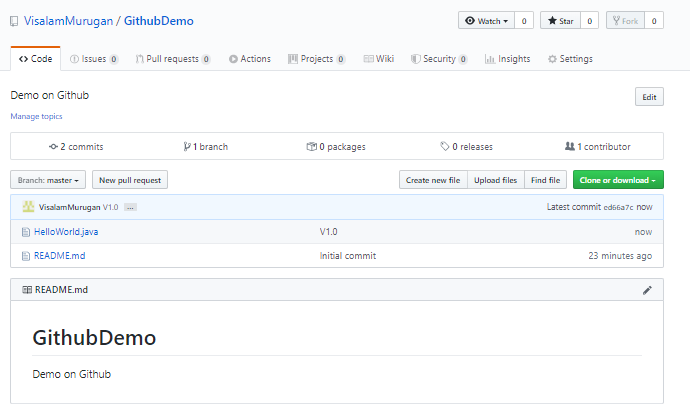 VisalamMurugan / GithubDemo
Watch 0 Star 0 Fork 0
Code Issues 0 Pull requests 0 Actions Projects 0 Wiki Security 0 Insights Settings
Demo on Github
Edit
Manage topics
2 commits 1 branch 0 packages 0 releases 1 contributor
Branch: master New pull request Create new file Upload files Find file Clone or download
VisalamMurugan V1.0 ... Latest commit ed66a7c now
HelloWorld.java V1.0 now
README.md Initial commit 23 minutes ago
README.md
GithubDemo
Demo on Github